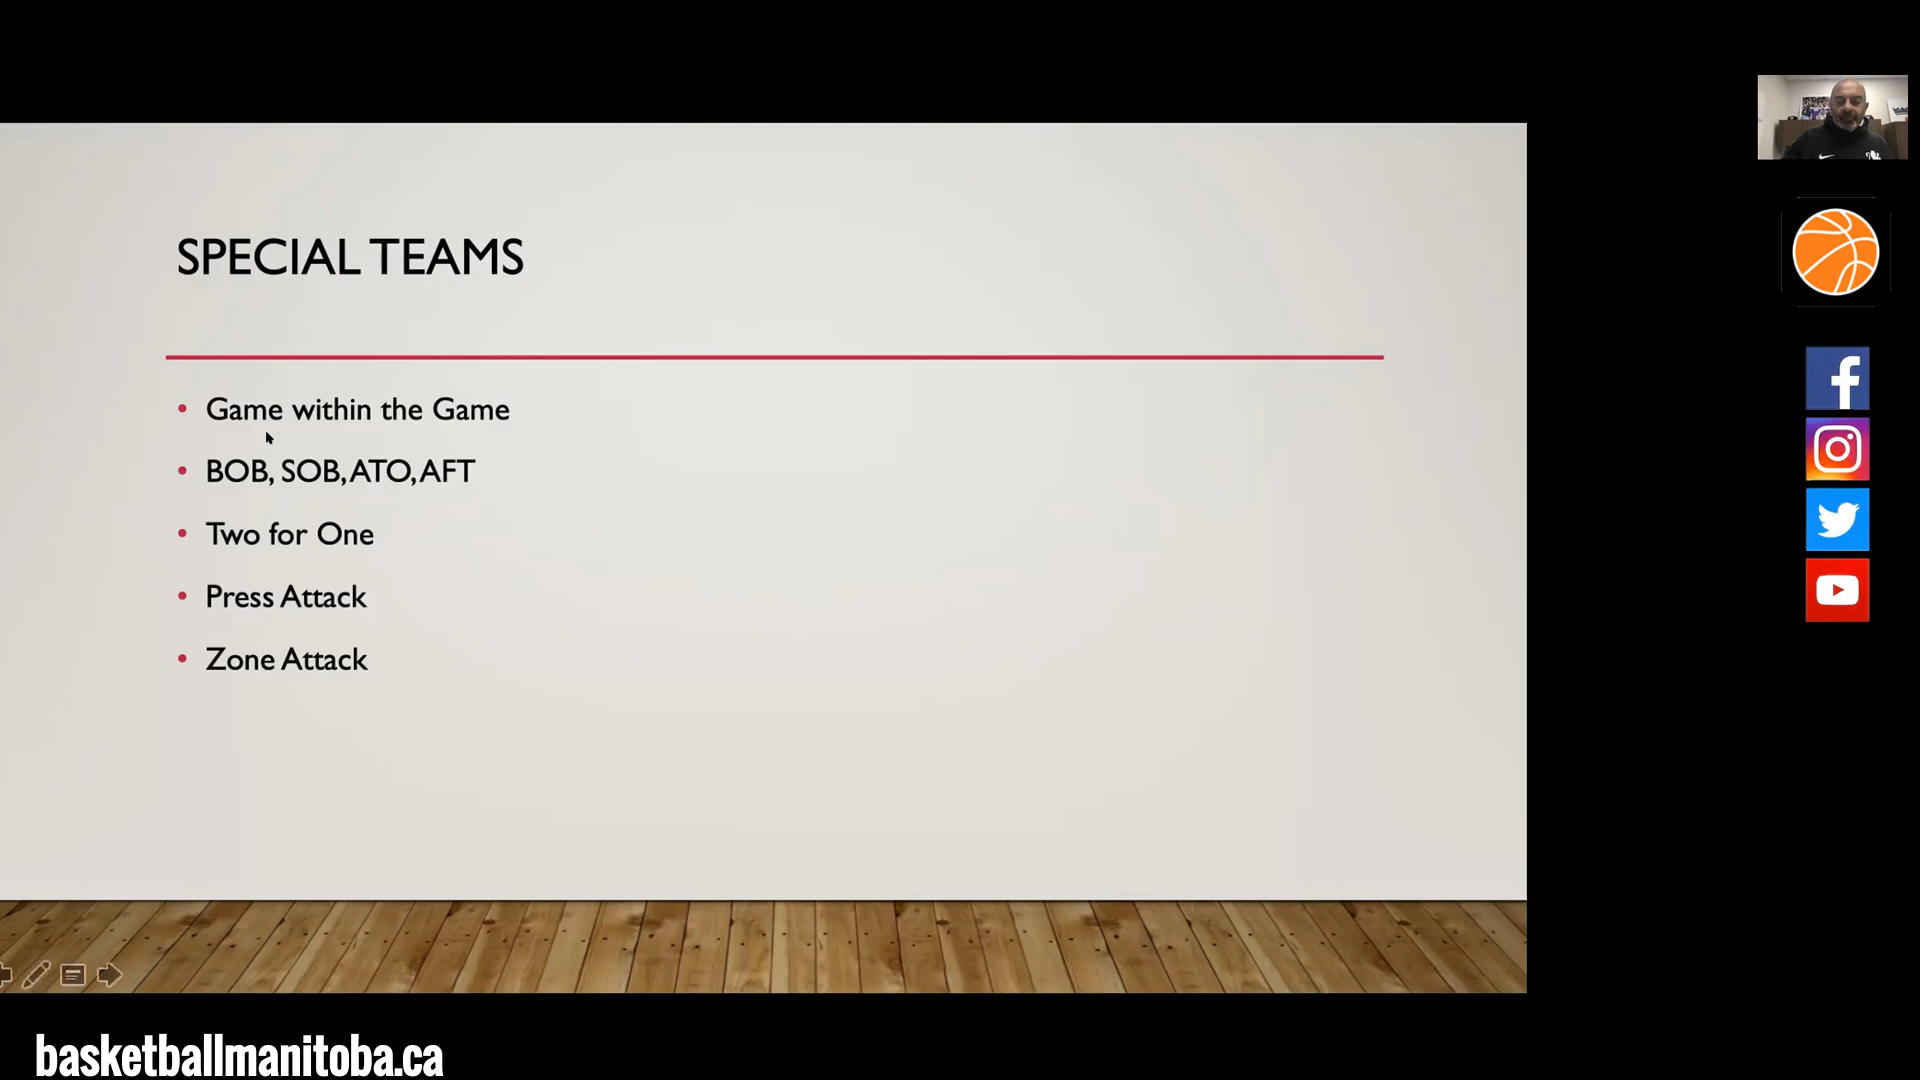 SPECIAL TEAMS
• Game within the Game
• BOB, SOB, ATO, AFT
• Two for One
• Press Attack
• Zone Attack
basketballmanitoba.ca